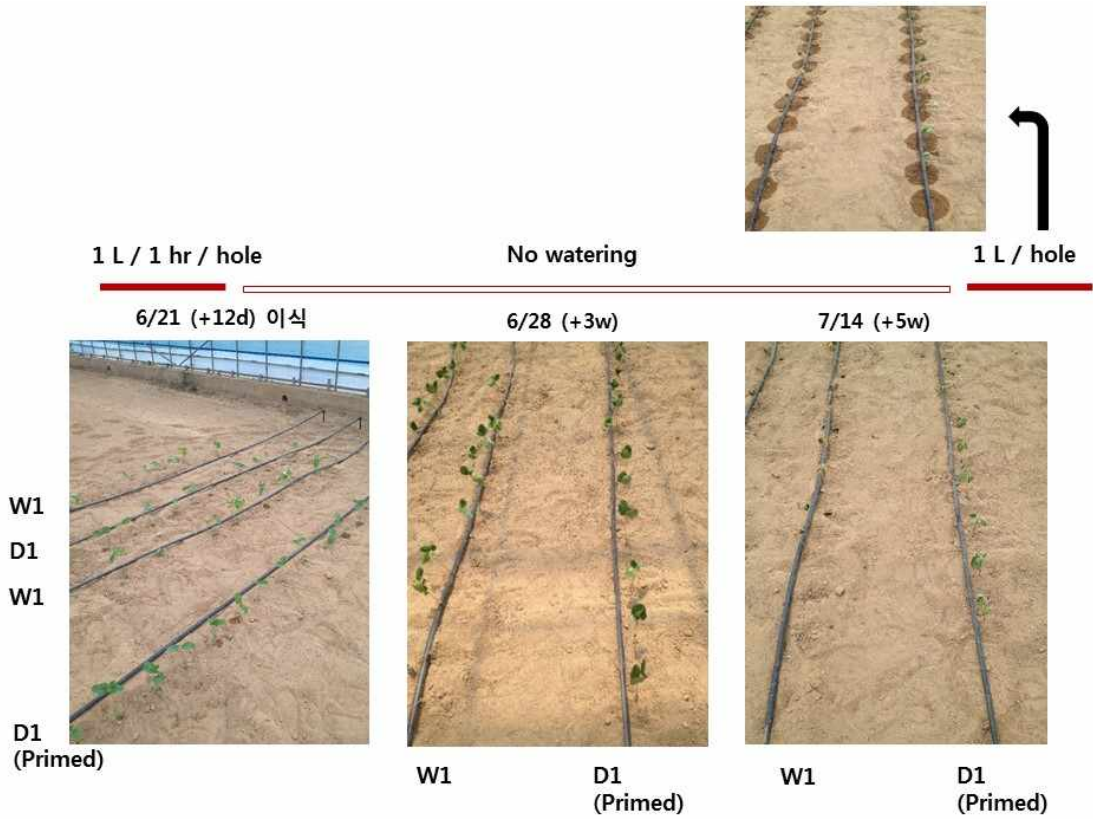 1 L / 1 hr / hole
No watering
1 L / hole
6/21 (+12d) 이식
6/28 (+3w)
7/14 (+5w)
W1
D1
W1
D1
(Primed)
W1
D1
(Primed)
W1
D1
(Primed)